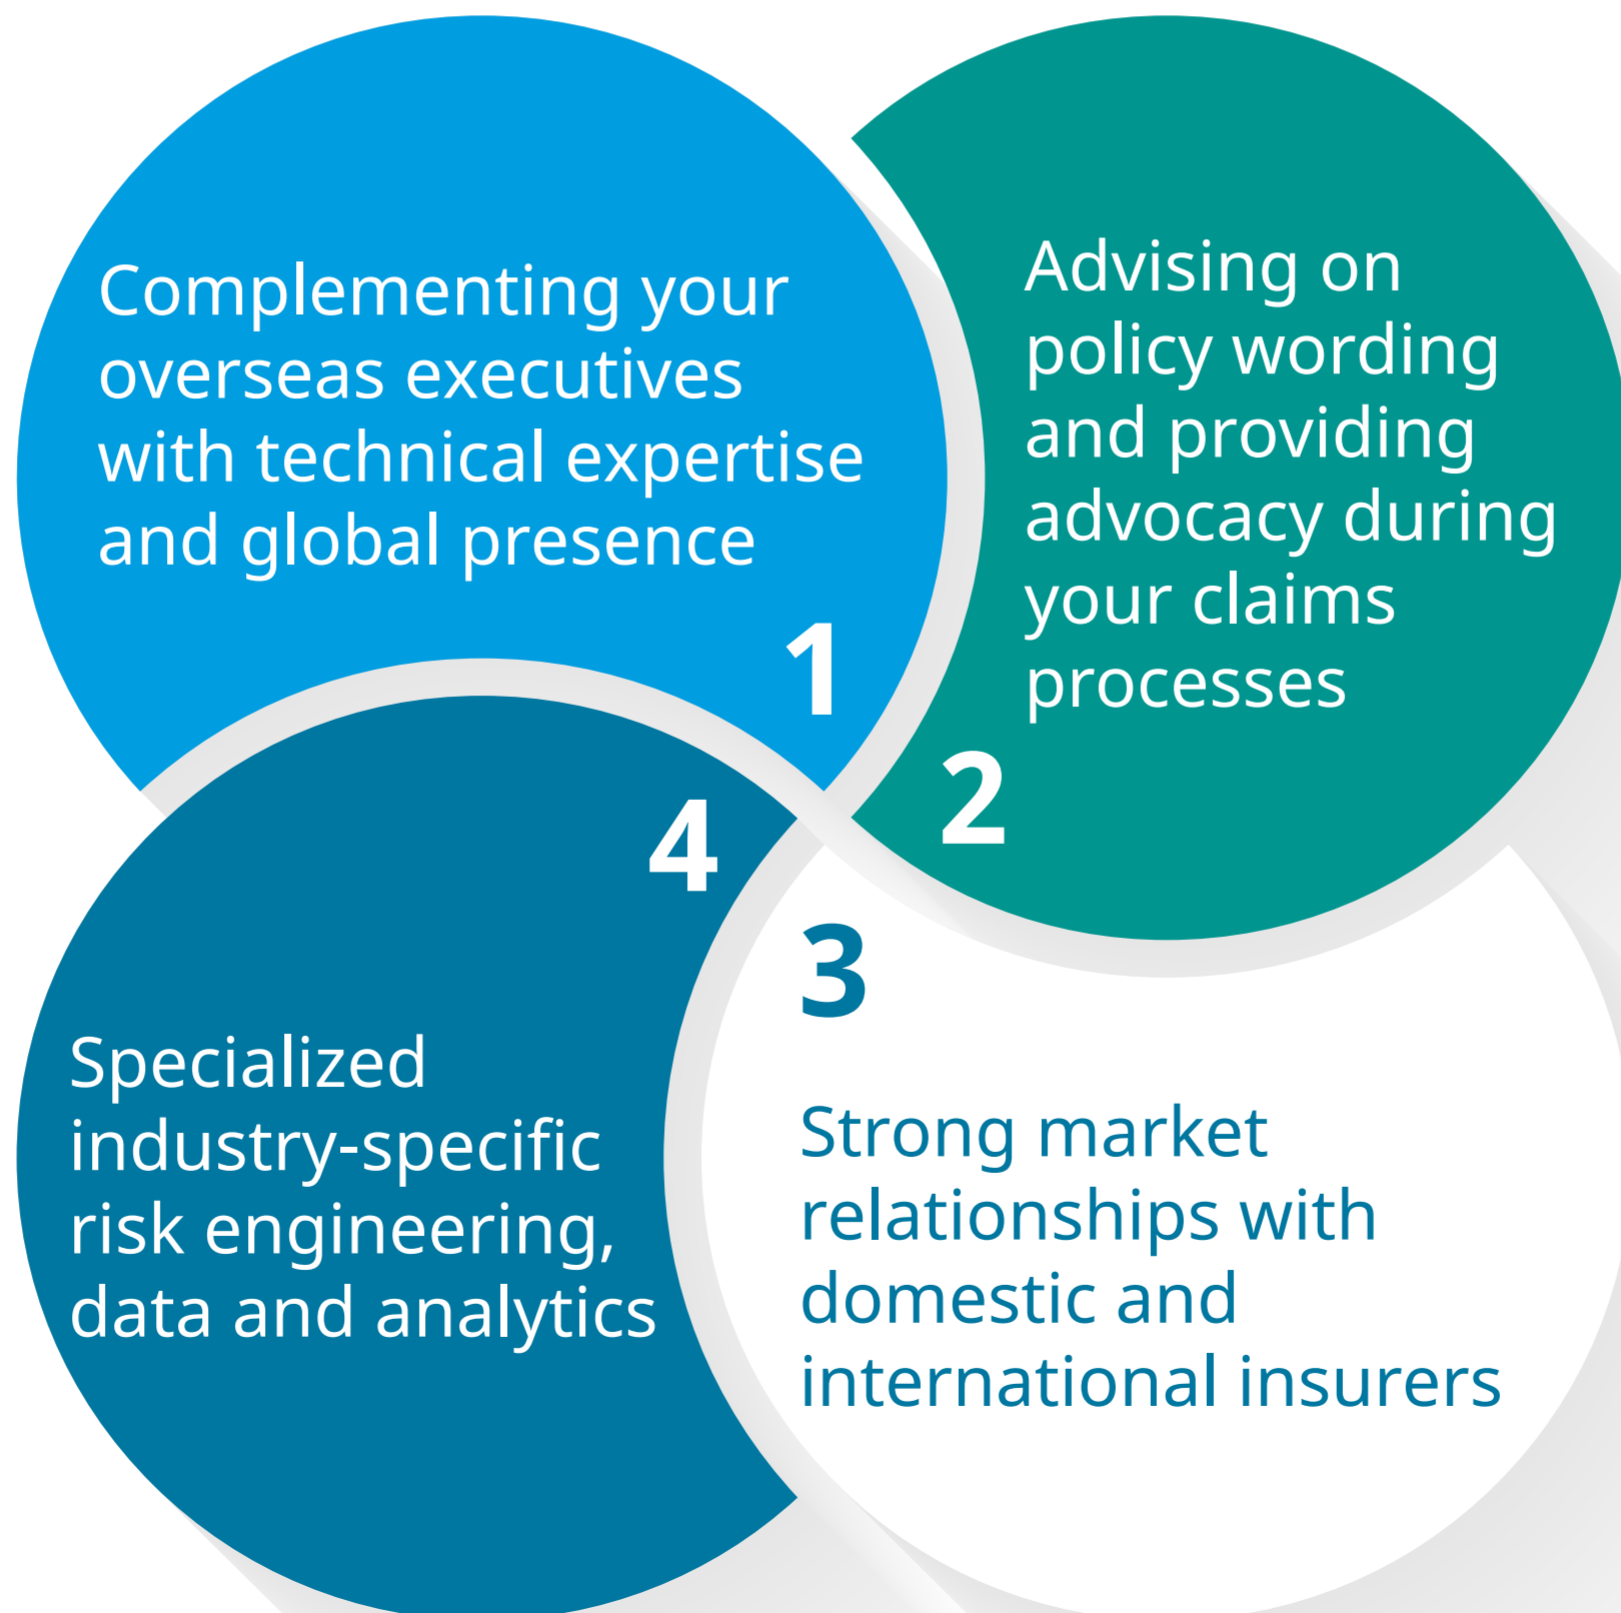 Complementing your
overseas executives
with technical expertise
and global presence
1
Advising on
policy wording
and providing
advocacy during
your claims
processes
2
3
Strong market
relationships with
domestic and
international insurers
4
Specialized
industry-specific
risk engineering,
data and analytics